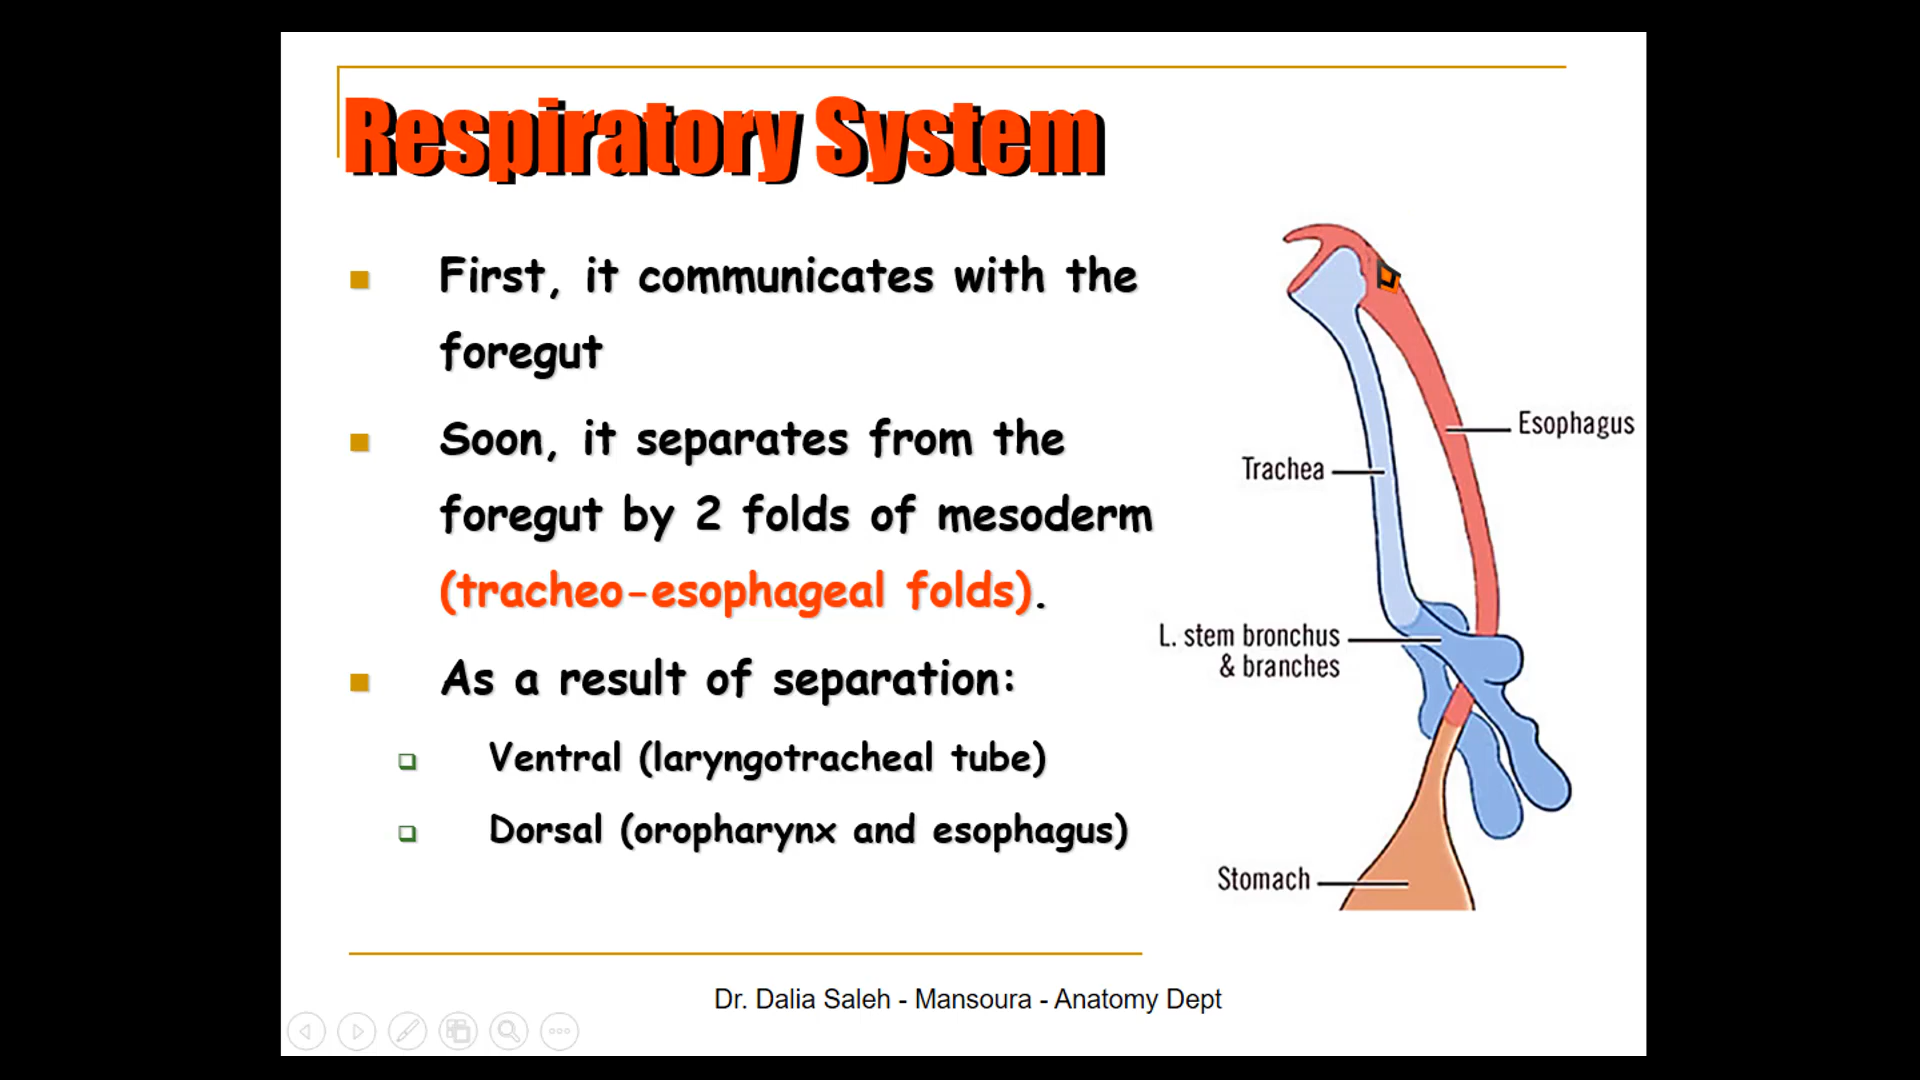 Respiratory System
First, it communicates with the
foregut
Soon, it separates from the
foregut by 2 folds of mesoderm
(tracheo-esophageal folds).
As a result of separation:
Ventral (laryngotracheal tube)
Dorsal (oropharynx and esophagus)
Esophagus
Trachea
L. stem bronchus
& branches
Stomach
Dr. Dalia Saleh - Mansoura - Anatomy Dept